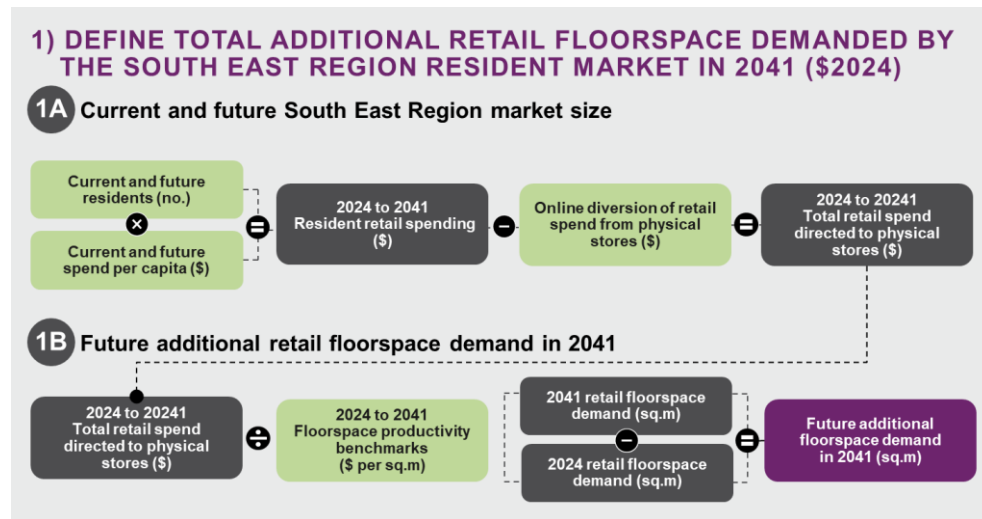 1) DEFINE TOTAL ADDITIONAL RETAIL FLOORSPACE DEMANDED BY
THE SOUTH EAST REGION RESIDENT MARKET IN 2041 ($2024)
1A Current and future South East Region market size
Current and future
residents (no.)
×
Current and future
spend per capita ($)
=
2024 to 2041
Resident retail spending
($)
−
Online diversion of retail
spend from physical
stores ($)
=
2024 to 20241
Total retail spend
directed to physical
stores ($)
1B Future additional retail floorspace demand in 2041
2024 to 20241
Total retail spend
directed to physical
stores ($)
÷
2024 to 2041
Floorspace productivity
benchmarks
($ per sq.m)
2041 retail floorspace
demand (sq.m)
−
2024 retail floorspace
demand (sq.m)
=
Future additional
floorspace demand
in 2041 (sq.m)